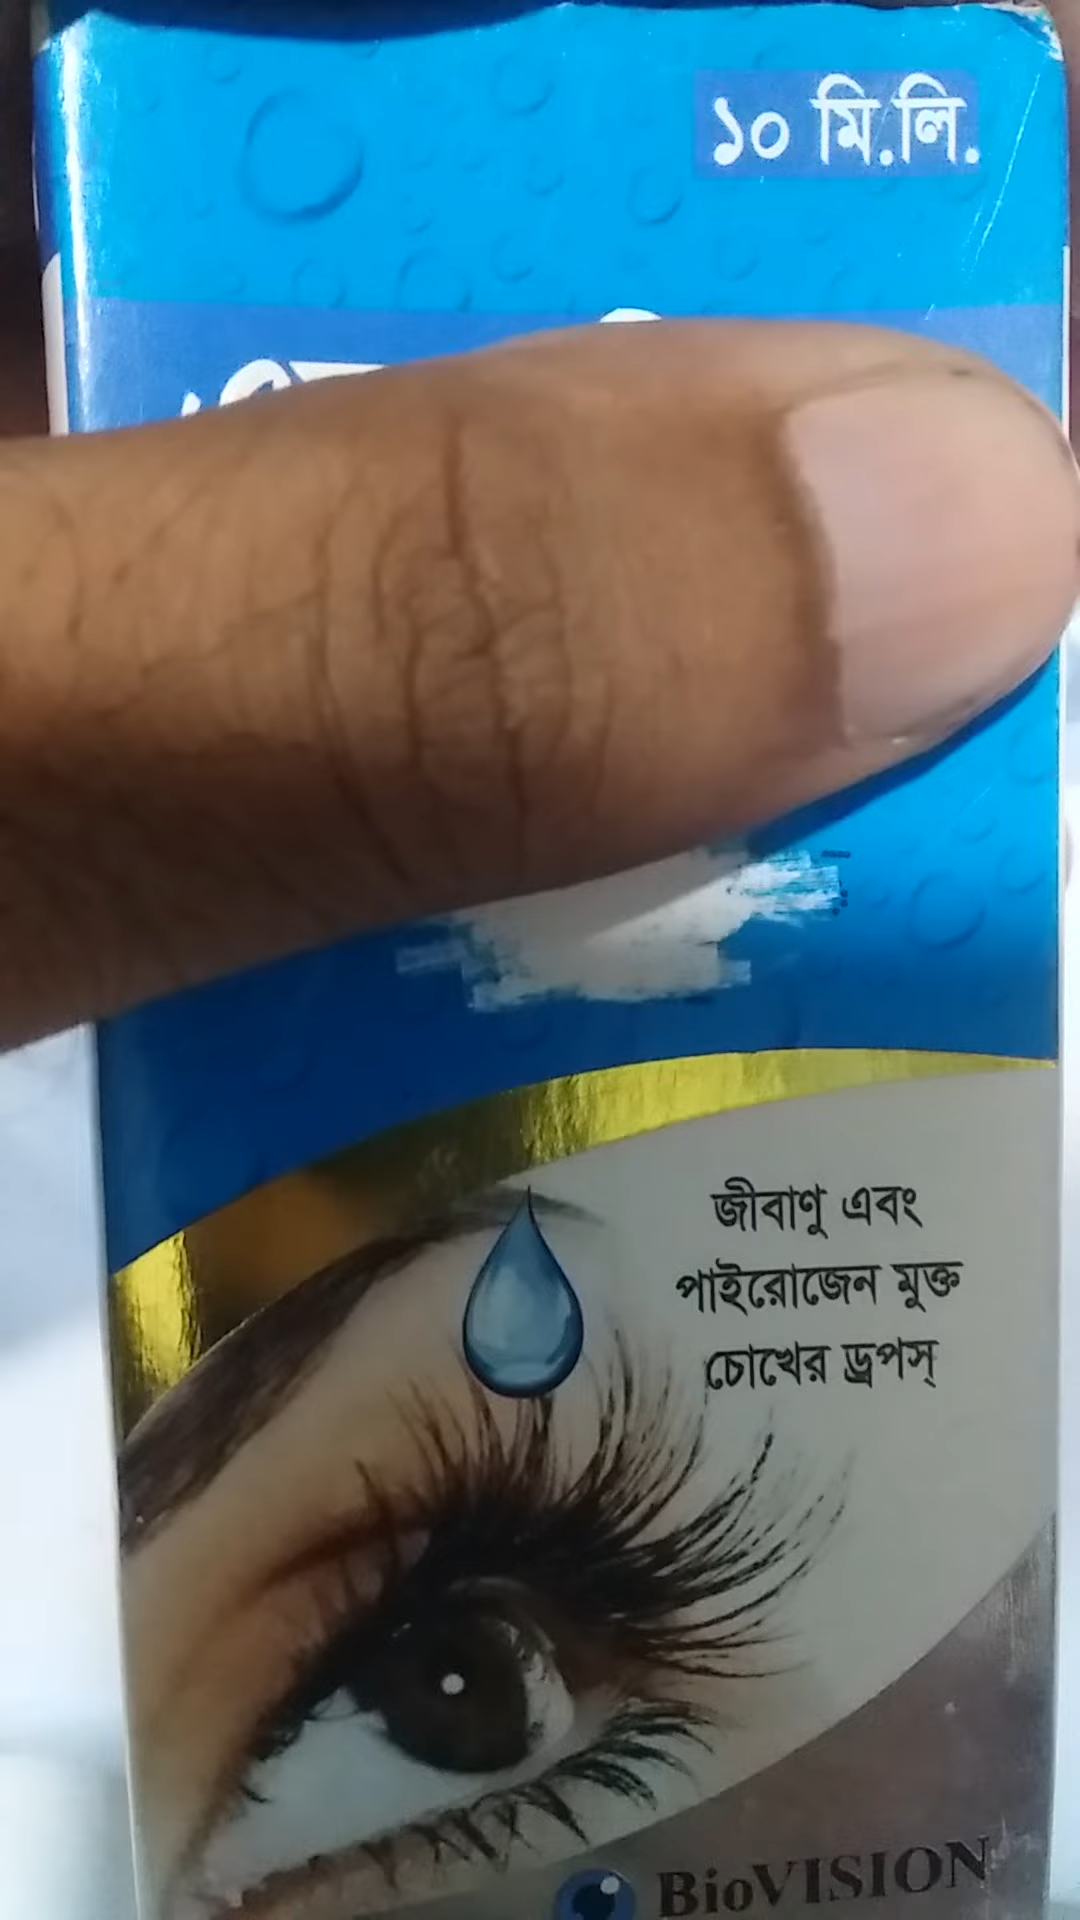 ১০ মি.লি.
জীবাণু এবং
পাইরোজেন মুক্ত
চোখের ড্রপস্
BioVISION